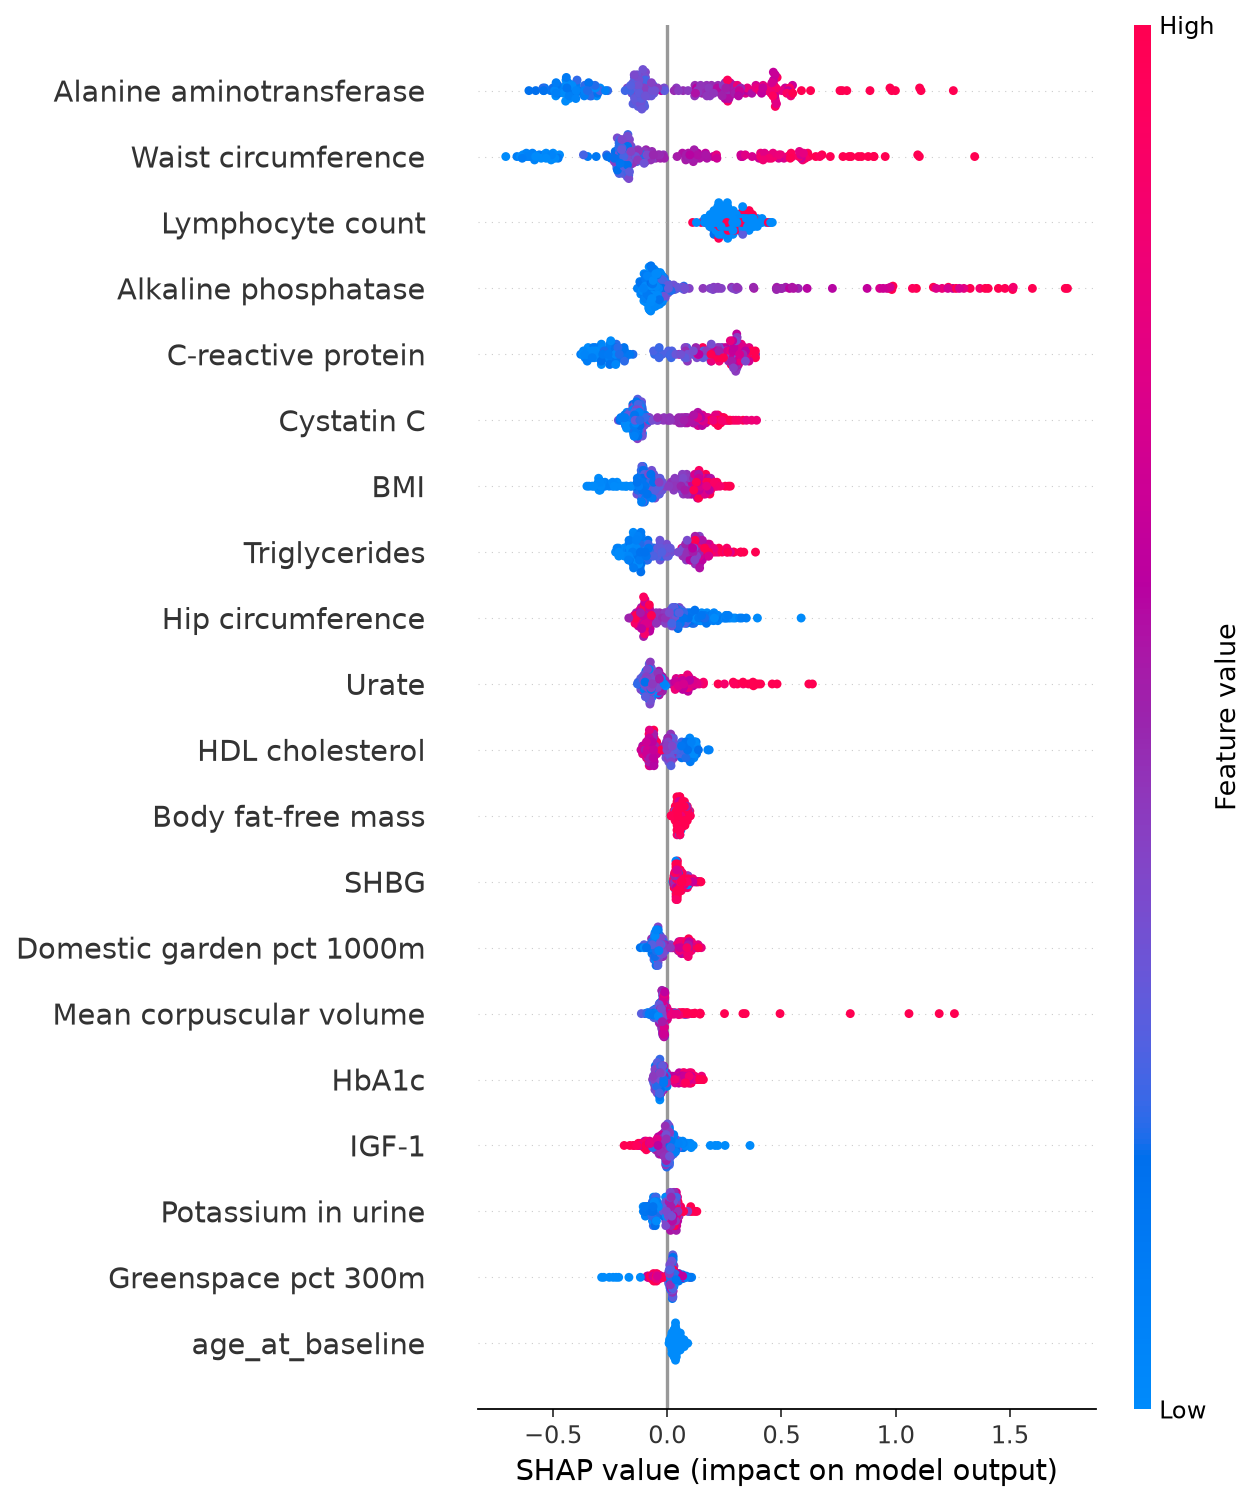 High
Alanine aminotransferase
Waist circumference
Lymphocyte count
Alkaline phosphatase
C-reactive protein
Cystatin C
BMI
Triglycerides
Hip circumference
Urate
HDL cholesterol
Body fat-free mass
SHBG
Domestic garden pct 1000m
Mean corpuscular volume
HbA1c
IGF-1
Potassium in urine
Greenspace pct 300m
age_at_baseline
Feature value
Low
−0.5 0.0 0.5 1.0 1.5
SHAP value (impact on model output)